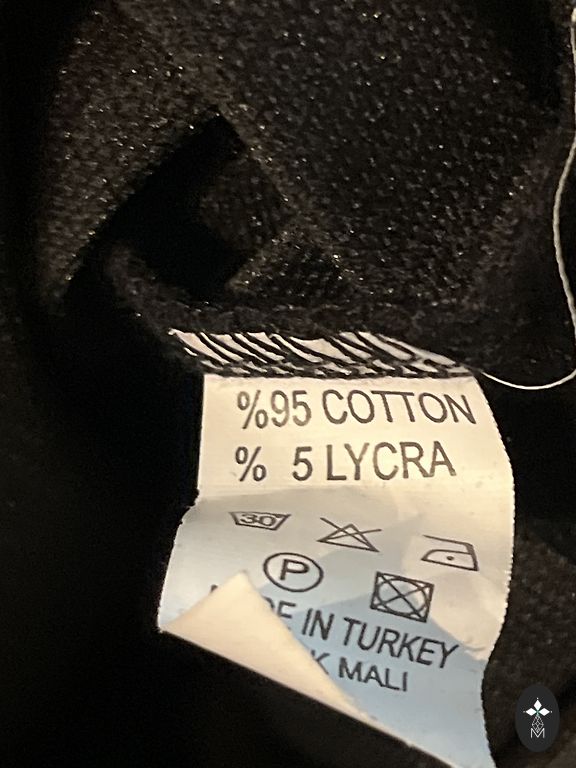 %95 COTTON
% 5 LYCRA
30
P
IN TURKEY
MALI
M